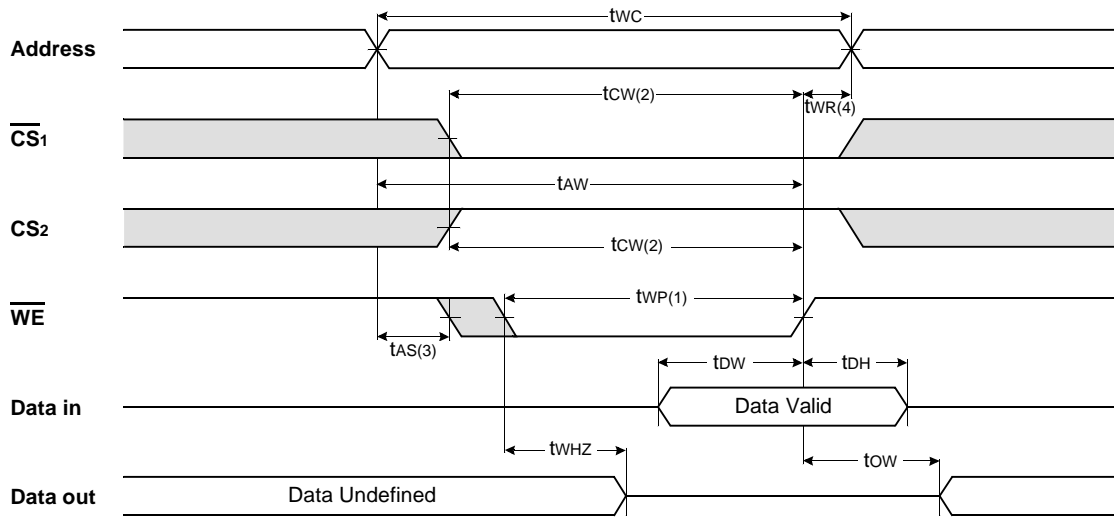 tWC
Address
tCW(2)
tWR(4)
CS1
tAW
CS2
tCW(2)
tWP(1)
WE
tAS(3)
tDW
tDH
Data in
Data Valid
tWHZ
tOW
Data out
Data Undefined